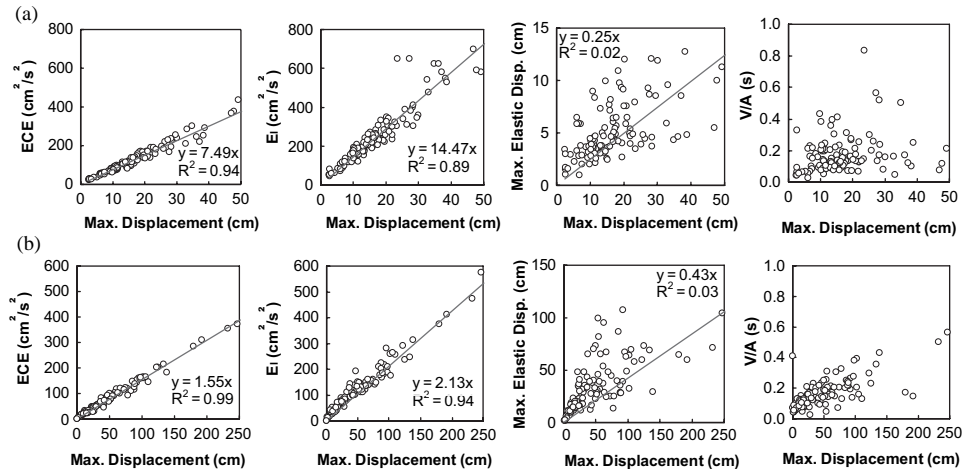 (a)
ECE (cm²/s²)
800
600
400
200
0
y = 7.49x
R² = 0.94
0 10 20 30 40 50
Max. Displacement (cm)
Eı (cm²/s²)
800
600
400
200
0
y = 14.47x
R² = 0.89
0 10 20 30 40 50
Max. Displacement (cm)
Max. Elastic Disp. (cm)
15
10
5
0
y = 0.25x
R² = 0.02
0 10 20 30 40 50
Max. Displacement (cm)
V/A (s)
1.0
0.8
0.6
0.4
0.2
0.0
0 10 20 30 40 50
Max. Displacement (cm)
(b)
ECE (cm²/s²)
600
500
400
300
200
100
0
y = 1.55x
R² = 0.99
0 50 100 150 200 250
Max. Displacement (cm)
Eı (cm²/s²)
600
500
400
300
200
100
0
y = 2.13x
R² = 0.94
0 50 100 150 200 250
Max. Displacement (cm)
Max. Elastic Disp. (cm)
150
100
50
0
y = 0.43x
R² = 0.03
0 50 100 150 200 250
Max. Displacement (cm)
V/A (s)
1.0
0.8
0.6
0.4
0.2
0.0
0 50 100 150 200 250
Max. Displacement (cm)